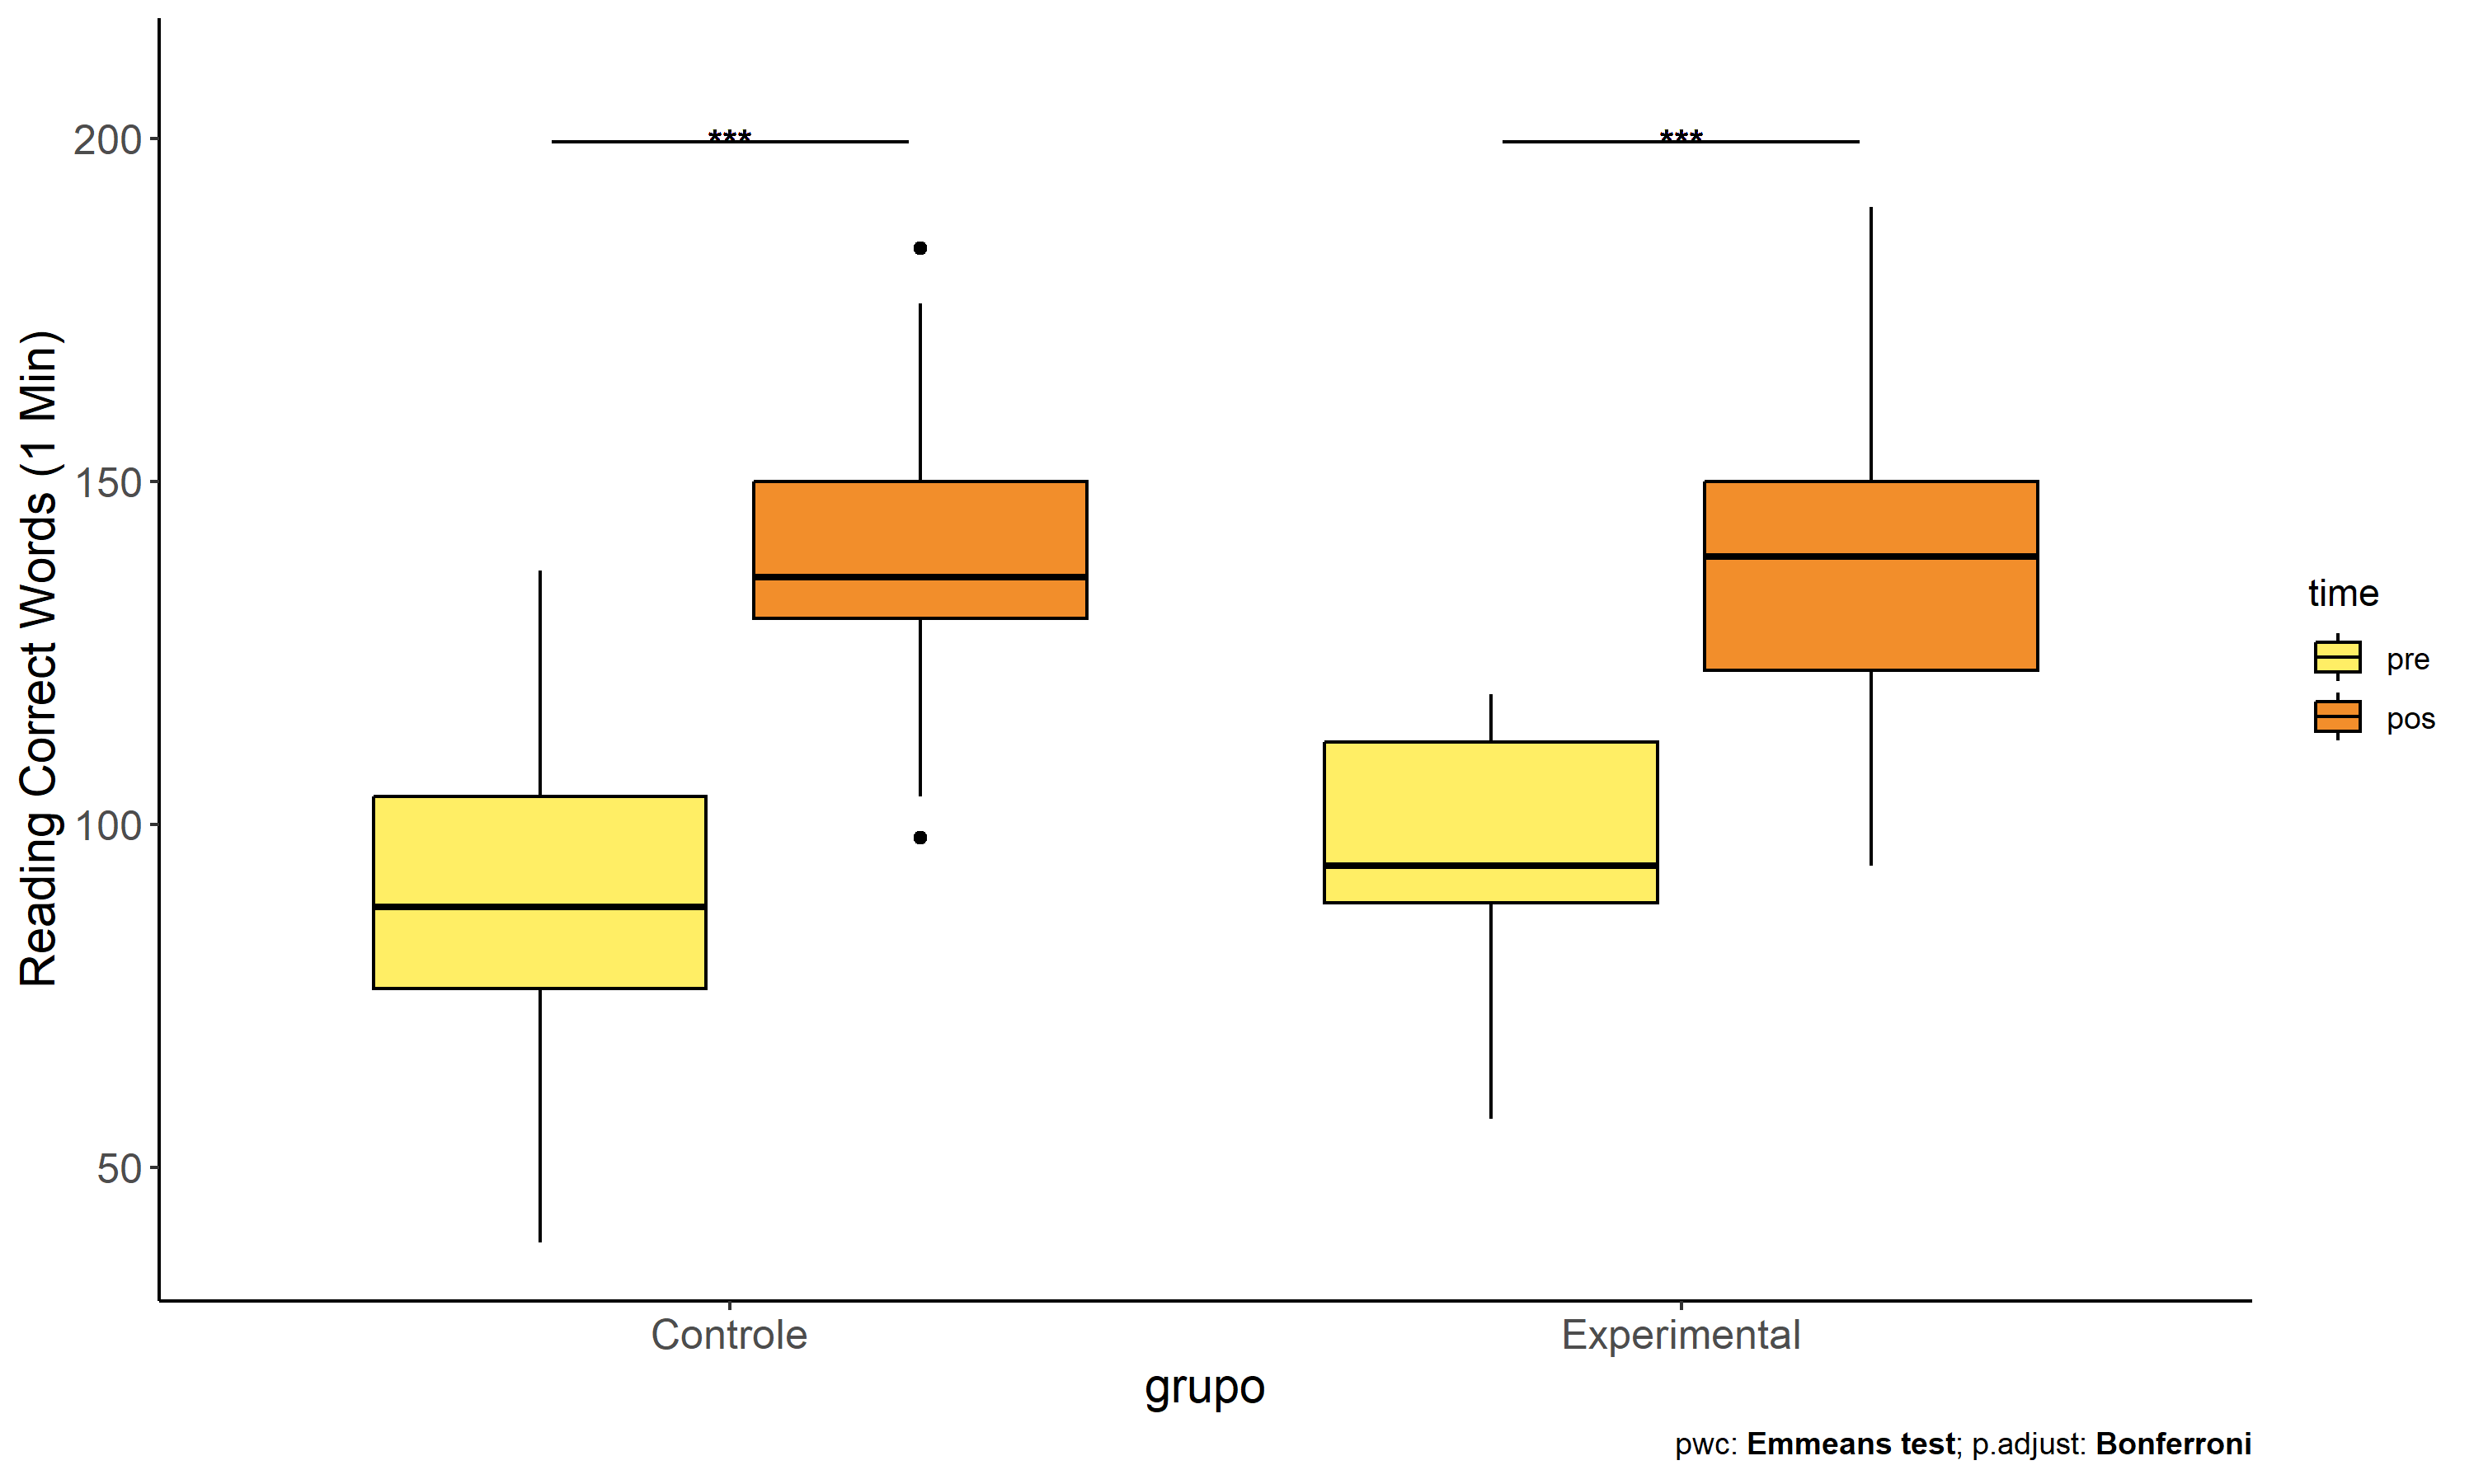 Reading Correct Words (1 Min)
200
150
100
50
***
***
Controle
Experimental
grupo
time
pre
pos
pwc: Emmeans test; p.adjust: Bonferroni